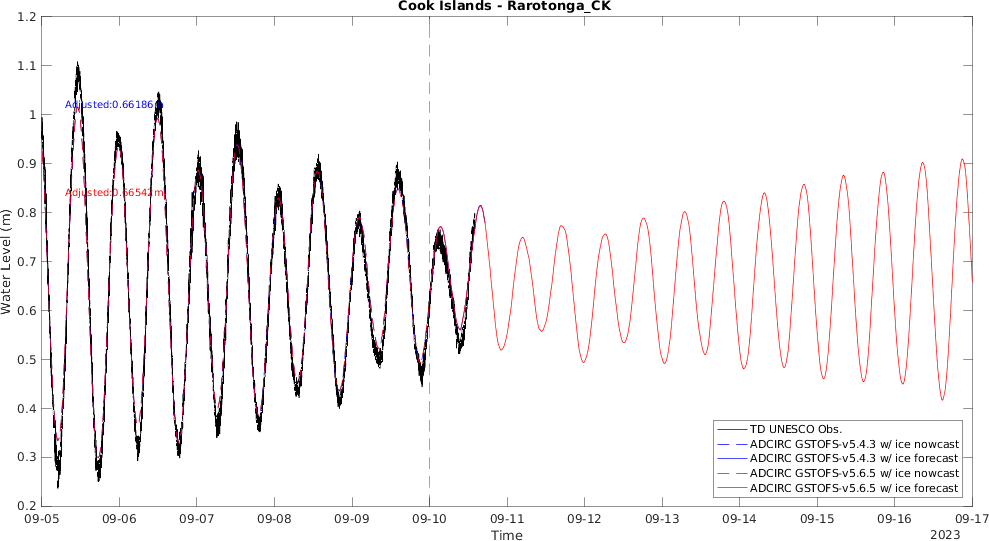 Cook Islands - Rarotonga_CK
1.2
1.1
1
0.9
0.8
0.7
0.6
0.5
0.4
0.3
0.2
Water Level (m)
Adjusted:0.66186m
Adjusted:0.66542m
TD UNESCO Obs.
ADCIRC GSTOFS-v5.4.3 w/ ice nowcast
ADCIRC GSTOFS-v5.4.3 w/ ice forecast
ADCIRC GSTOFS-v5.6.5 w/ ice nowcast
ADCIRC GSTOFS-v5.6.5 w/ ice forecast
09-05 09-06 09-07 09-08 09-09 09-10 09-11 09-12 09-13 09-14 09-15 09-16 09-17
Time
2023